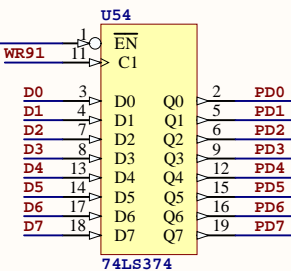 U54
1 EN
WR91 11 C1
D0 3 D0 Q0 2 PD0
D1 4 D1 Q1 5 PD1
D2 7 D2 Q2 6 PD2
D3 8 D3 Q3 9 PD3
D4 13 D4 Q4 12 PD4
D5 14 D5 Q5 15 PD5
D6 17 D6 Q6 16 PD6
D7 18 D7 Q7 19 PD7
74LS374